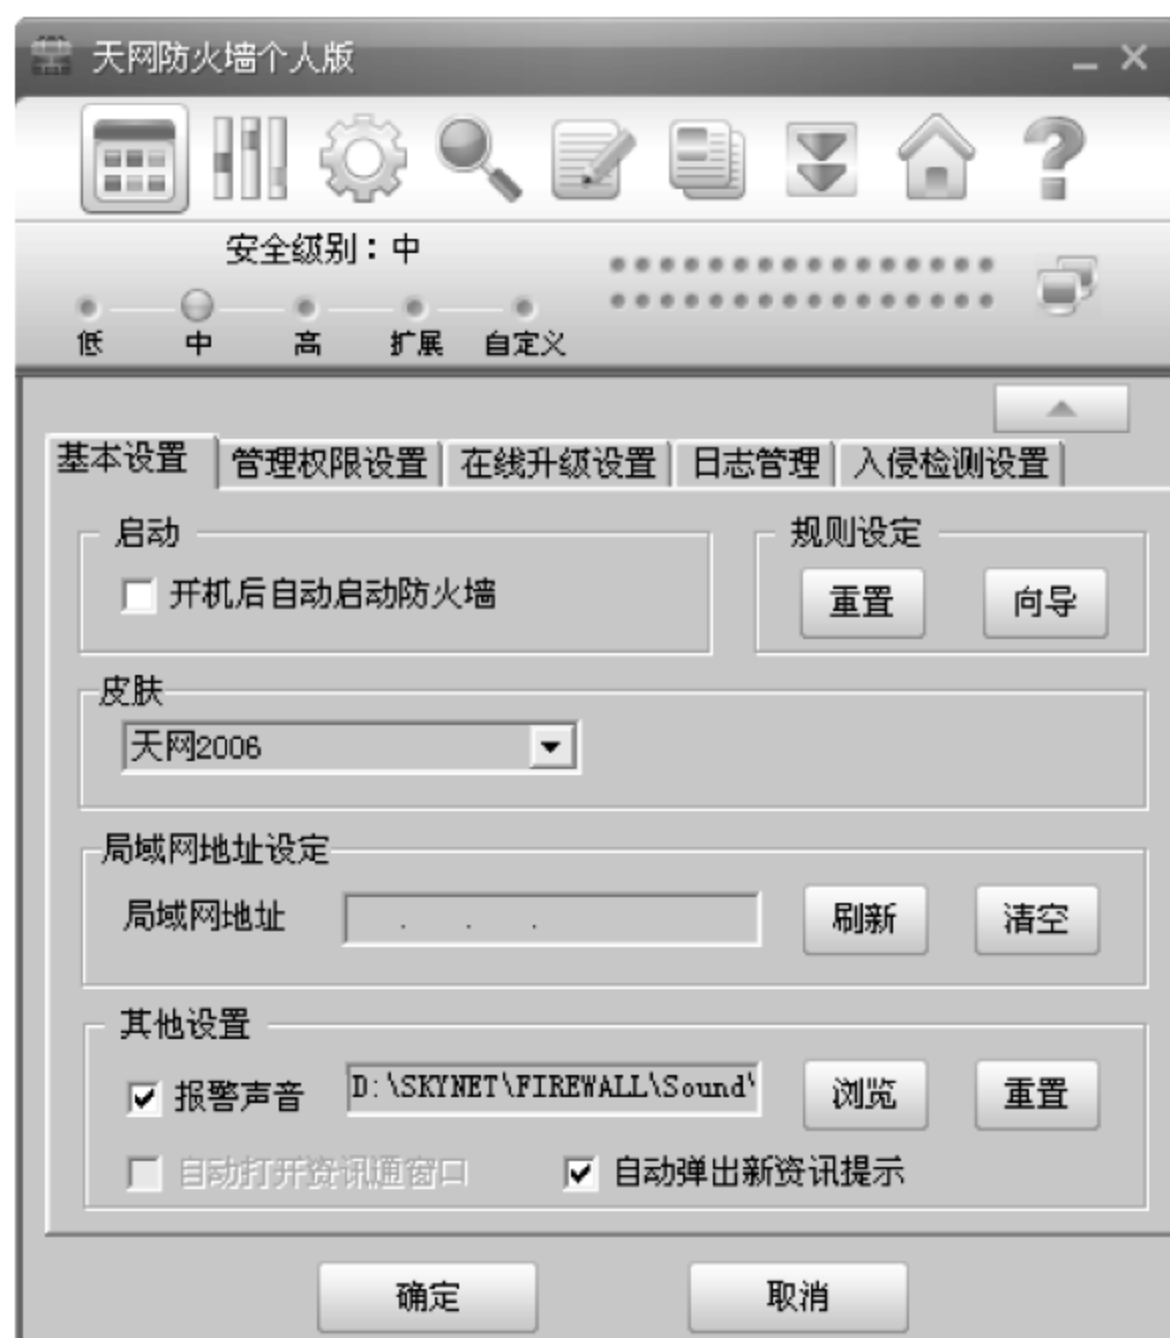 天网防火墙个人版
安全级别：中
低 中 高 扩展 自定义
基本设置 管理权限设置 在线升级设置 日志管理 入侵检测设置
启动 规则设定
开机后自动启动防火墙 重置 向导
皮肤
天网2006
局域网地址设定
局域网地址 . . . 刷新 清空
其他设置
报警声音 D:\SKYNET\FIREWALL\Sound\ 浏览 重置
自动打开资讯通窗口 自动弹出新资讯提示
确定 取消